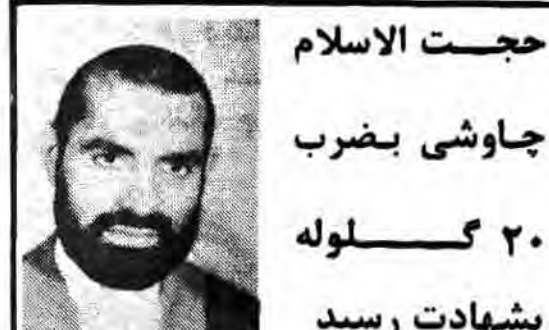 حجت الاسلام
چاوشی بضرب
۲۰ گلوله
بشهادت رسید